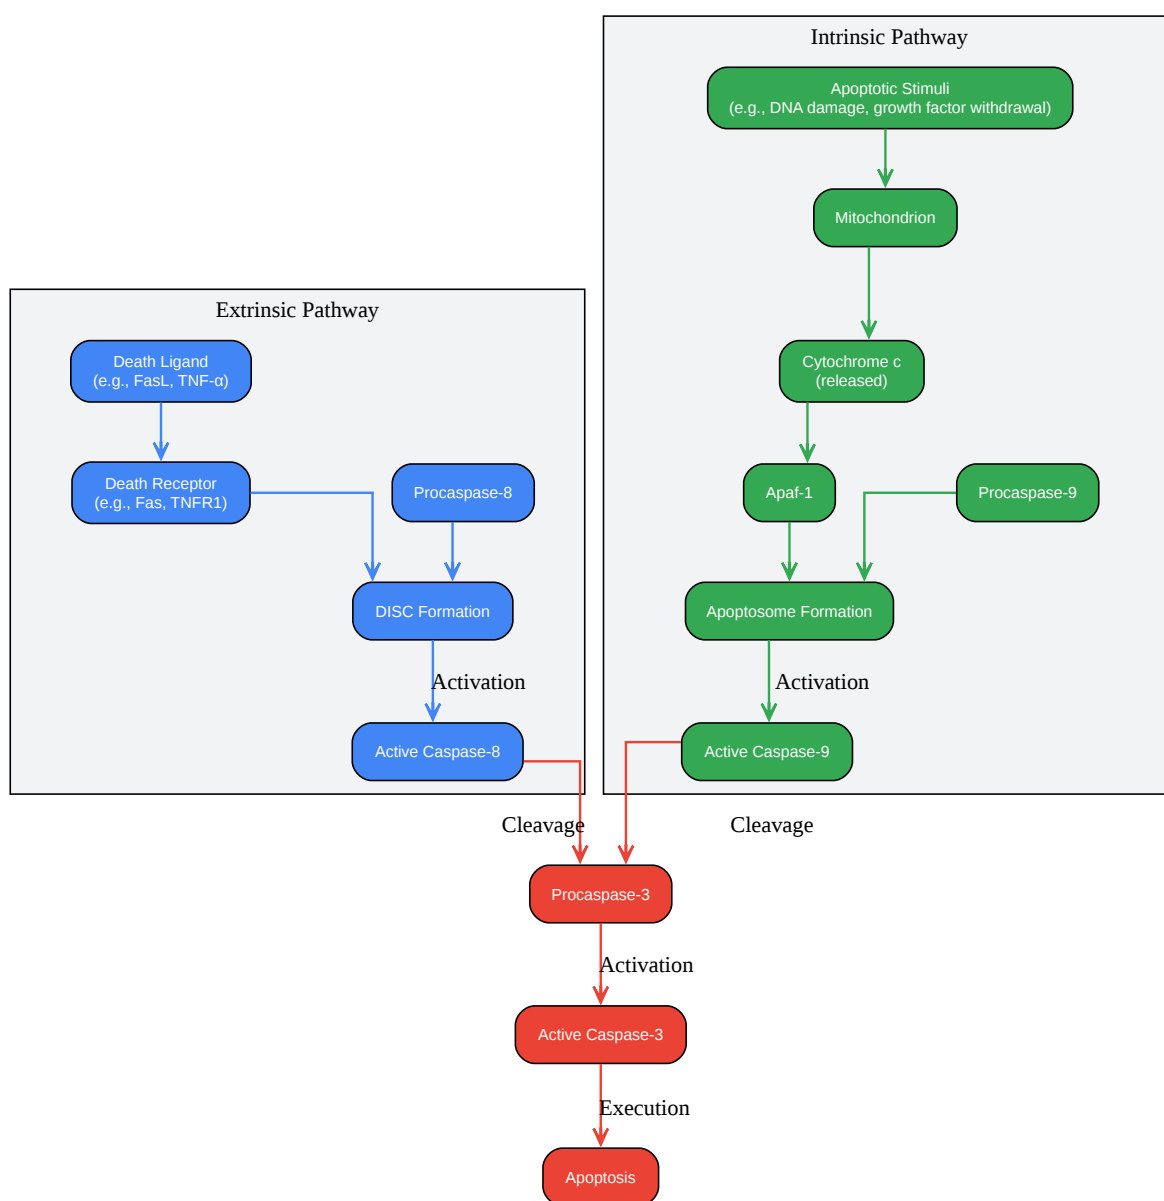 Intrinsic Pathway
Apoptotic Stimuli
(e.g., DNA damage, growth factor withdrawal)
Mitochondrion
Extrinsic Pathway
Death Ligand
(e.g., FasL, TNF-α)
Cytochrome c
(released)
Death Receptor
(e.g., Fas, TNFR1)
Procaspase-8
Apaf-1
Procaspase-9
DISC Formation
Apoptosome Formation
Activation
Activation
Active Caspase-8
Active Caspase-9
Cleavage
Cleavage
Procaspase-3
Activation
Active Caspase-3
Execution
Apoptosis